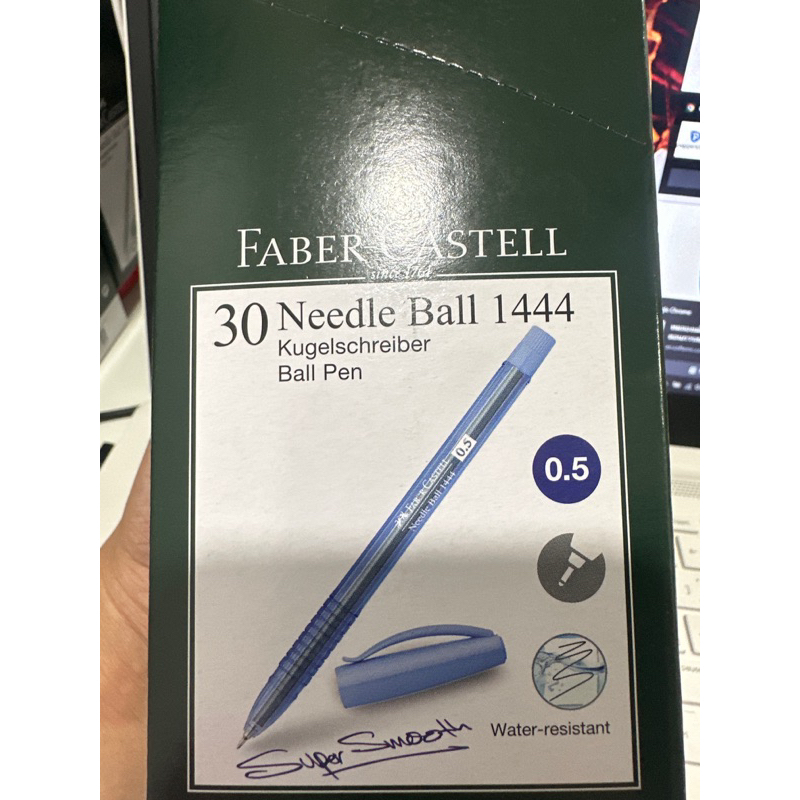 FABER-CASTELL
since 1761
30 Needle Ball 1444
Kugelschreiber
Ball Pen
0.5
FABER-CASTELL
Needle Ball 1444
0.5
Water-resistant
Super Smooth